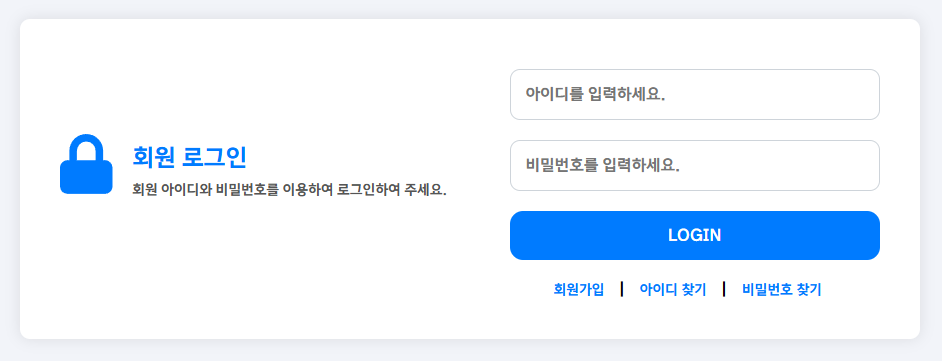 회원 로그인
회원 아이디와 비밀번호를 이용하여 로그인하여 주세요.
아이디를 입력하세요.
비밀번호를 입력하세요.
LOGIN
회원가입 | 아이디 찾기 | 비밀번호 찾기